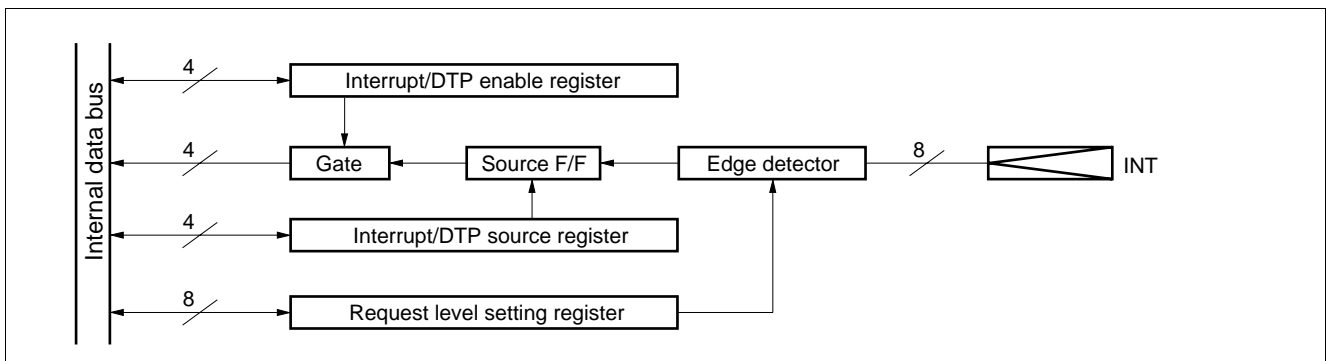 Internal data bus
4
Interrupt/DTP enable register
4
Gate
Source F/F
Edge detector
8
INT
4
Interrupt/DTP source register
8
Request level setting register